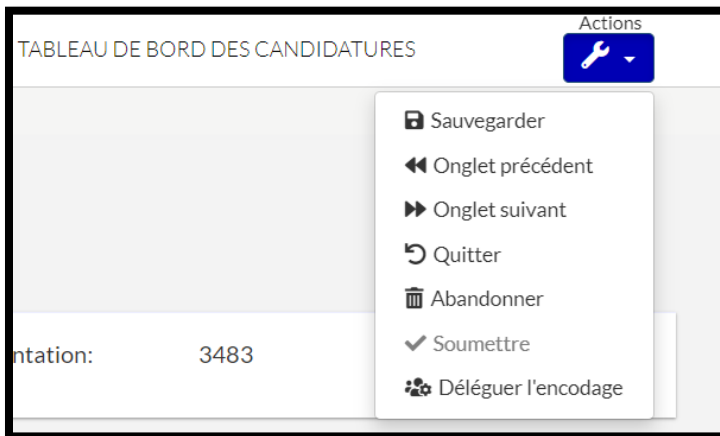 Actions
TABLEAU DE BORD DES CANDIDATURES
Sauvegarder
Onglet précédent
Onglet suivant
Quitter
Abandonner
Soumettre
Déléguer l'encodage
ntation: 3483